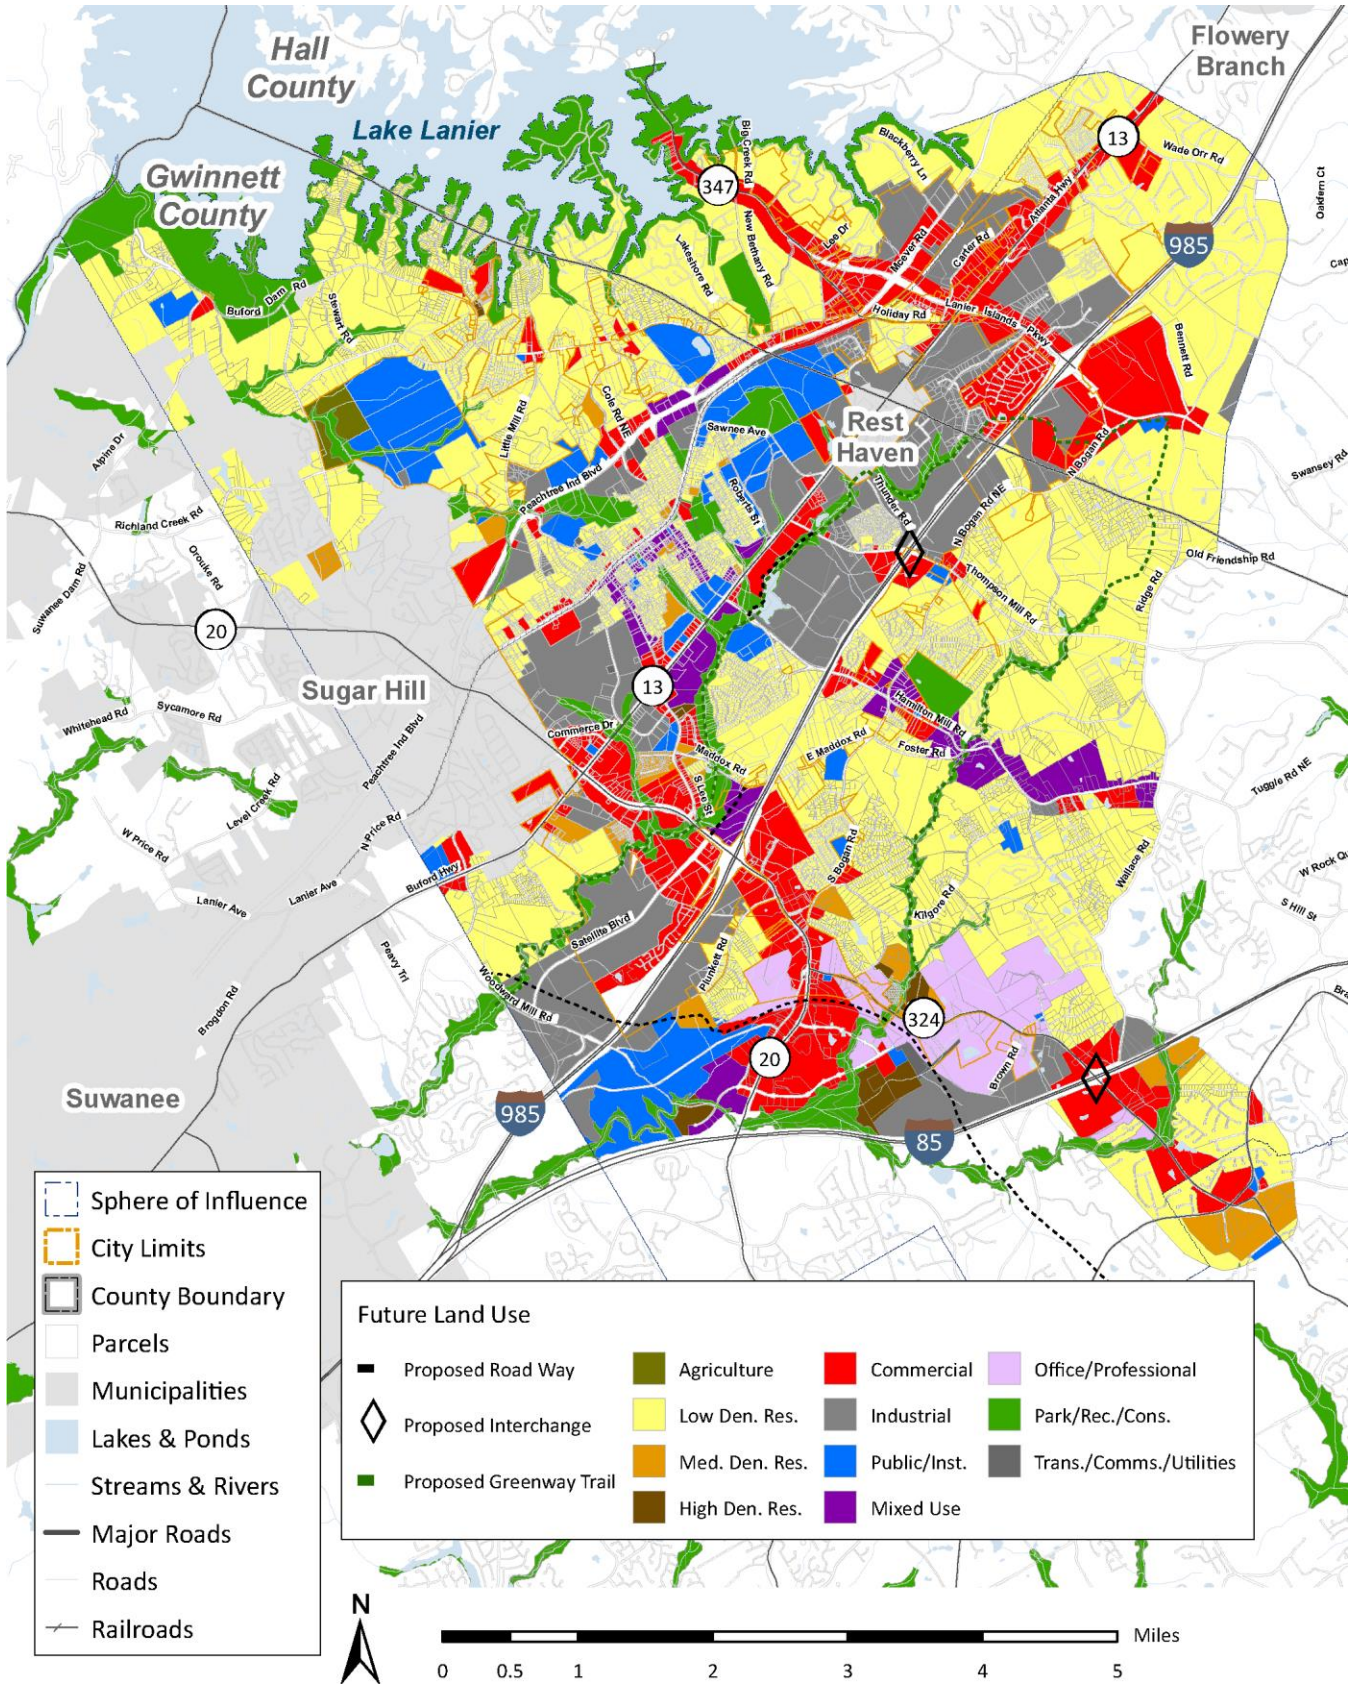 Hall
County
Flowery
Branch
Lake Lanier
Gwinnett
County
13
Wade Orr Rd
Big Creek Rd
Blackberry Ln
347
Atlanta Hwy
Oakfern Ct
985
Lee Dr
Mcever Rd
Carter Rd
New Bethany Rd
Lakeshore Rd
Buford Dam Rd
Stewart Rd
Holiday Rd
Lanier Islands Pkwy
Bennett Rd
Cole Rd NE
Little Mill Rd
Sawnee Ave
Rest
Haven
Alpine Dr
Peachtree Ind Blvd
Roberts St
Thunder Rd
N Bogan Rd
N Bogan Rd NE
Swansey Rd
Richland Creek Rd
Orouke Rd
Suwanee Dam Rd
Old Friendship Rd
Thompson Mill Rd
Ridge Rd
20
Sugar Hill
13
Whitehead Rd
Sycamore Rd
Commerce Dr
Peachtree Ind Blvd
Hamilton Mill Rd
Maddox Rd
E Maddox Rd
Foster Rd
S Lee St
Tuggle Rd NE
Level Creek Rd
W Price Rd
N Price Rd
Lanier Ave
Lanier Ave
Buford Hwy
S Bogan Rd
Wallace Rd
Kilgore Rd
S Hill St
Satellite Blvd
Plunkett Rd
Peavy Trl
Woodward Mill Rd
Brogdon Rd
324
20
Brown Rd
Suwanee
985
85
Sphere of Influence
City Limits
County Boundary
Parcels
Municipalities
Lakes & Ponds
Streams & Rivers
Major Roads
Roads
Railroads
Future Land Use
Proposed Road Way
Proposed Interchange
Proposed Greenway Trail
Agriculture
Low Den. Res.
Med. Den. Res.
High Den. Res.
Commercial
Industrial
Public/Inst.
Mixed Use
Office/Professional
Park/Rec./Cons.
Trans./Comms./Utilities
N
Miles
0 0.5 1 2 3 4 5